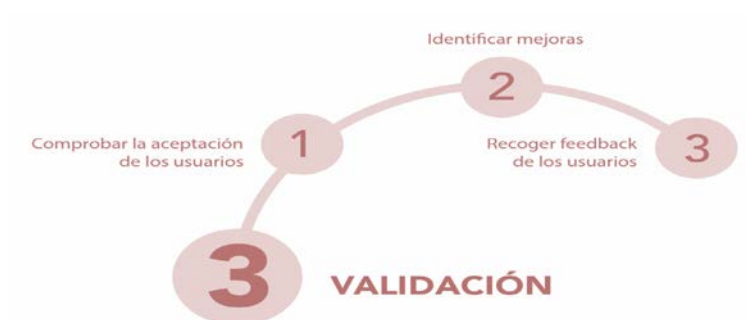 Identificar mejoras
2
Comprobar la aceptación
de los usuarios
1
Recoger feedback
de los usuarios
3
3
VALIDACIÓN